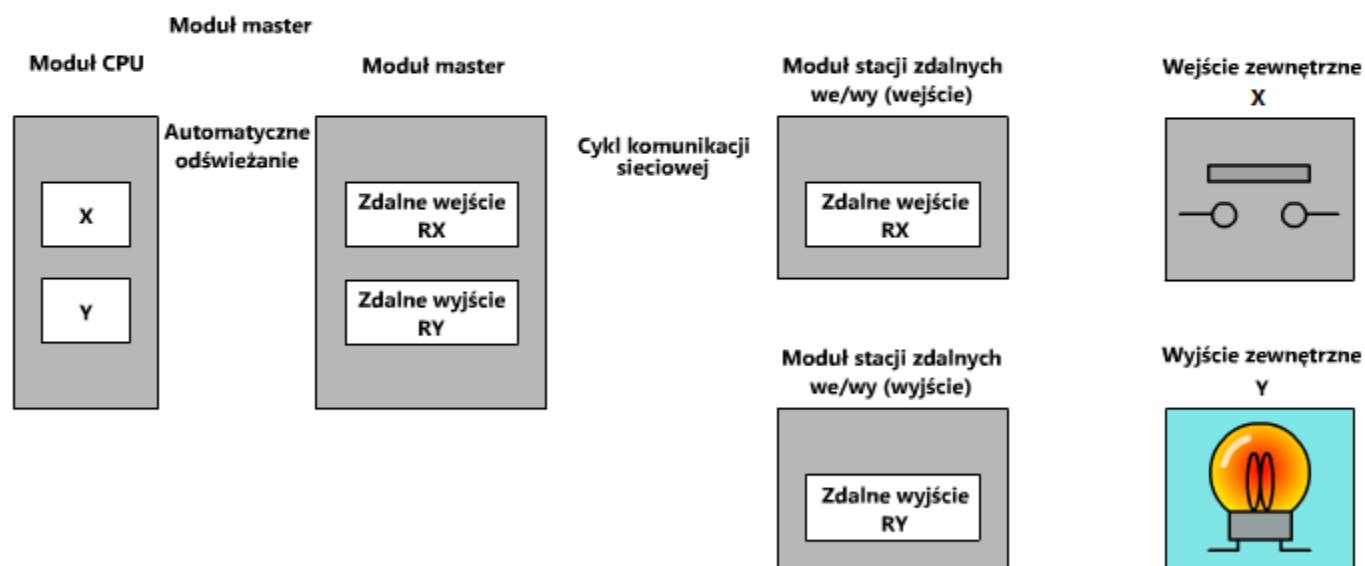 Moduł master
Moduł CPU
Moduł master
Moduł stacji zdalnych
we/wy (wejście)
Wejście zewnętrzne
X
Automatyczne
odświeżanie
Cykl komunikacji
sieciowej
X
Y
Zdalne wejście
RX
Zdalne wyjście
RY
Zdalne wejście
RX
Moduł stacji zdalnych
we/wy (wyjście)
Wyjście zewnętrzne
Y
Zdalne wyjście
RY